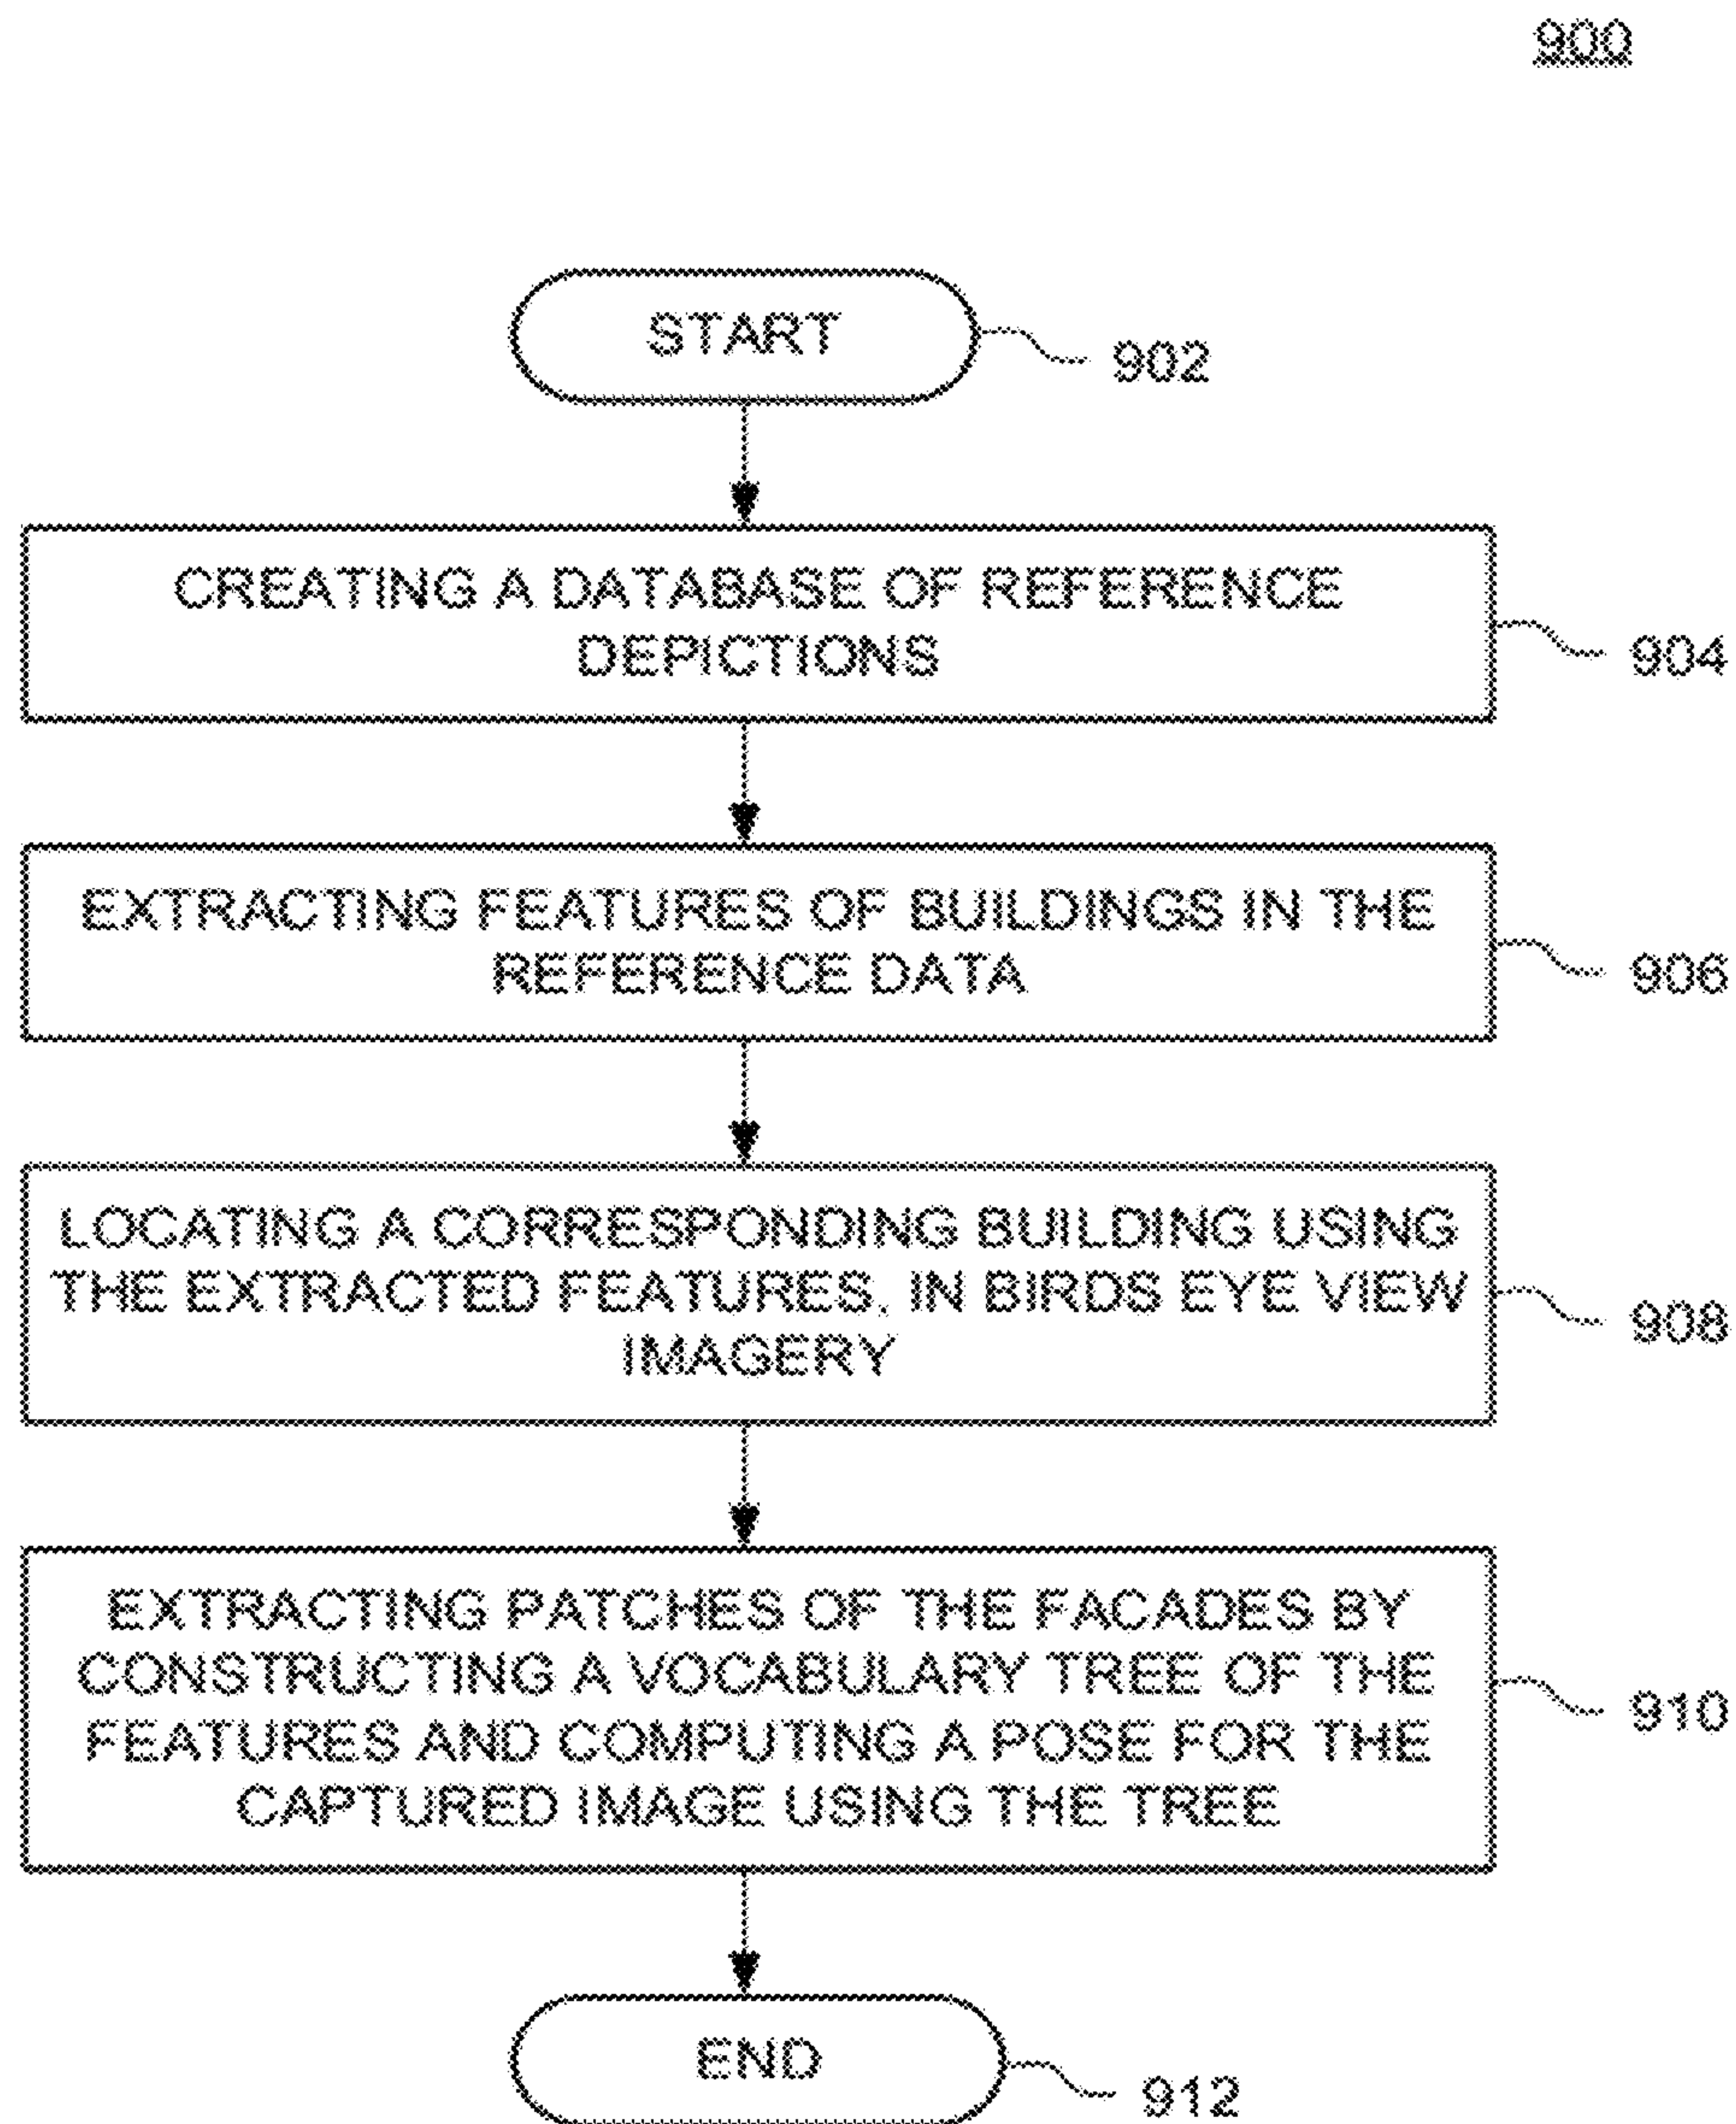 900
START
902
CREATING A DATABASE OF REFERENCE
DEPICTIONS
904
EXTRACTING FEATURES OF BUILDINGS IN THE
REFERENCE DATA
906
LOCATING A CORRESPONDING BUILDING USING
THE EXTRACTED FEATURES, IN BIRDS EYE VIEW
IMAGERY
908
EXTRACTING PATCHES OF THE FACADES BY
CONSTRUCTING A VOCABULARY TREE OF THE
FEATURES AND COMPUTING A POSE FOR THE
CAPTURED IMAGE USING THE TREE
910
END
912